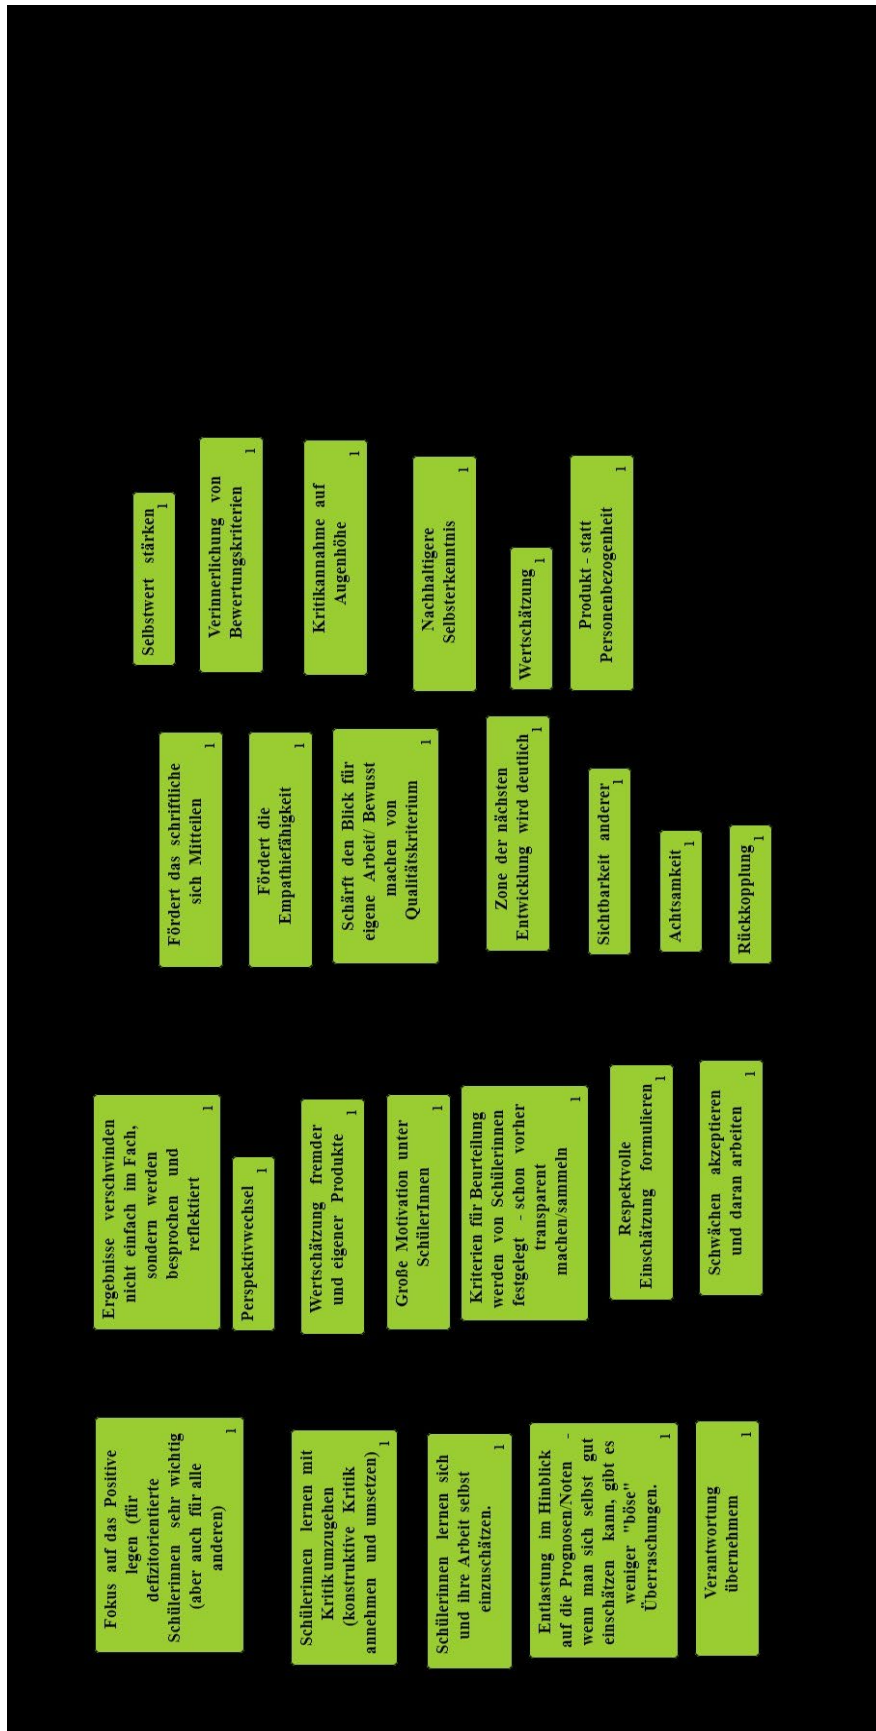 Fokus auf das Positive
legen (für
defizitorientierte
Schülerinnen sehr wichtig
(aber auch für alle
anderen)
1
Schülerinnen lernen mit
Kritik umzugehen
(konstruktive Kritik
annehmen und umsetzen)
1
Schülerinnen lernen sich
und ihre Arbeit selbst
einzuschätzen.
1
Entlastung im Hinblick
auf die Prognosen/Noten -
wenn man sich selbst gut
einschätzen kann, gibt es
weniger "böse"
Überraschungen.
1
Verantwortung
übernehmem
1
Ergebnisse verschwinden
nicht einfach im Fach,
sondern werden
besprochen und
reflektiert
1
Perspektivwechsel
1
Wertschätzung fremder
und eigener Produkte
1
Große Motivation unter
SchülerInnen
1
Kriterien für Beurteilung
werden von Schülerinnen
festgelegt - schon vorher
transparent
machen/sammeln
1
Respektvolle
Einschätzung formulieren
1
Schwächen akzeptieren
und daran arbeiten
1
Fördert das schriftliche
sich Mitteilen
1
Fördert die
Empathiefähigkeit
1
Schärft den Blick für
eigene Arbeit/ Bewusst
machen von
Qualitätskriterium
1
Zone der nächsten
Entwicklung wird deutlich
1
Sichtbarkeit anderer
1
Achtsamkeit
1
Rückkopplung
1
Selbstwert stärken
1
Verinnerlichung von
Bewertungskriterien
1
Kritikannahme auf
Augenhöhe
1
Nachhaltigere
Selbsterkenntnis
1
Wertschätzung
1
Produkt - statt
Personenbezogenheit
1